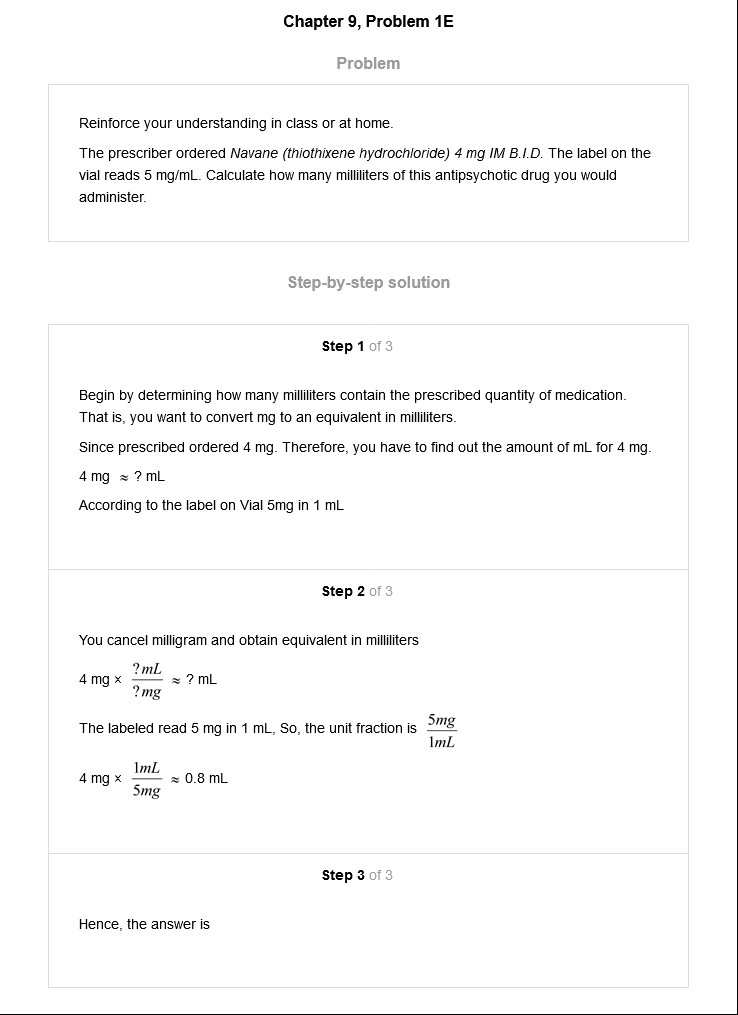 Chapter 9, Problem 1E
Problem
Reinforce your understanding in class or at home.
The prescriber ordered Navane (thiothixene hydrochloride) 4 mg IM B.I.D. The label on the
vial reads 5 mg/mL. Calculate how many milliliters of this antipsychotic drug you would
administer.
Step-by-step solution
Step 1 of 3
Begin by determining how many milliliters contain the prescribed quantity of medication.
That is, you want to convert mg to an equivalent in milliliters.
Since prescribed ordered 4 mg. Therefore, you have to find out the amount of mL for 4 mg.
4 mg ≈ ? mL
According to the label on Vial 5mg in 1 mL
Step 2 of 3
You cancel milligram and obtain equivalent in milliliters
4 mg × ?mL/?mg ≈ ? mL
The labeled read 5 mg in 1 mL, So, the unit fraction is 5mg/1mL
4 mg × 1mL/5mg ≈ 0.8 mL
Step 3 of 3
Hence, the answer is